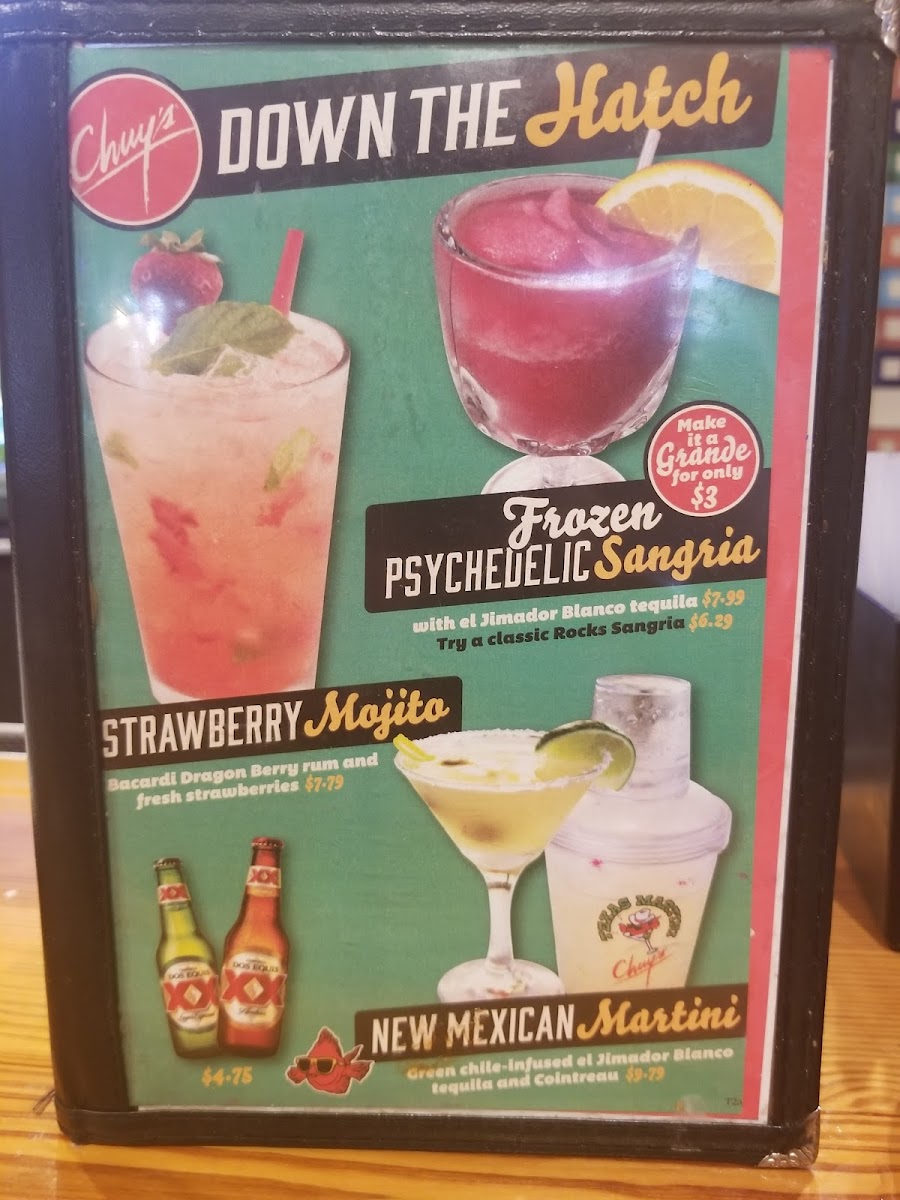 Chuy's
DOWN THE Hatch
Make
it a
Grande
for only
$3
Frozen
PSYCHEDELIC Sangria
with el Jimador Blanco tequila $7.99
Try a classic Rocks Sangria $6.29
STRAWBERRY Mojito
Bacardi Dragon Berry rum and
fresh strawberries $7.79
TEXAS MARTINI
Chuy's
XX
XX
DOS EQUIS
XX
DOS EQUIS
XX
$4.75
NEW MEXICAN Martini
Green chile-infused el Jimador Blanco
tequila and Cointreau $9.79